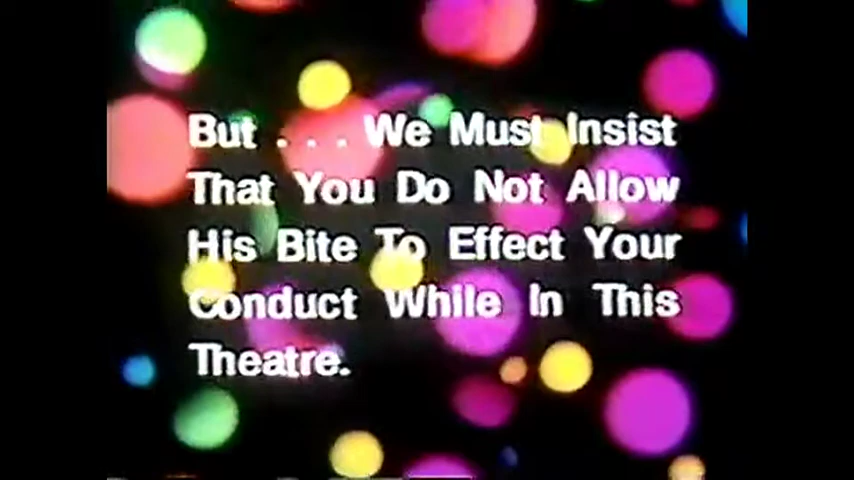 But . . . We Must Insist
That You Do Not Allow
His Bite To Effect Your
Conduct While In This
Theatre.